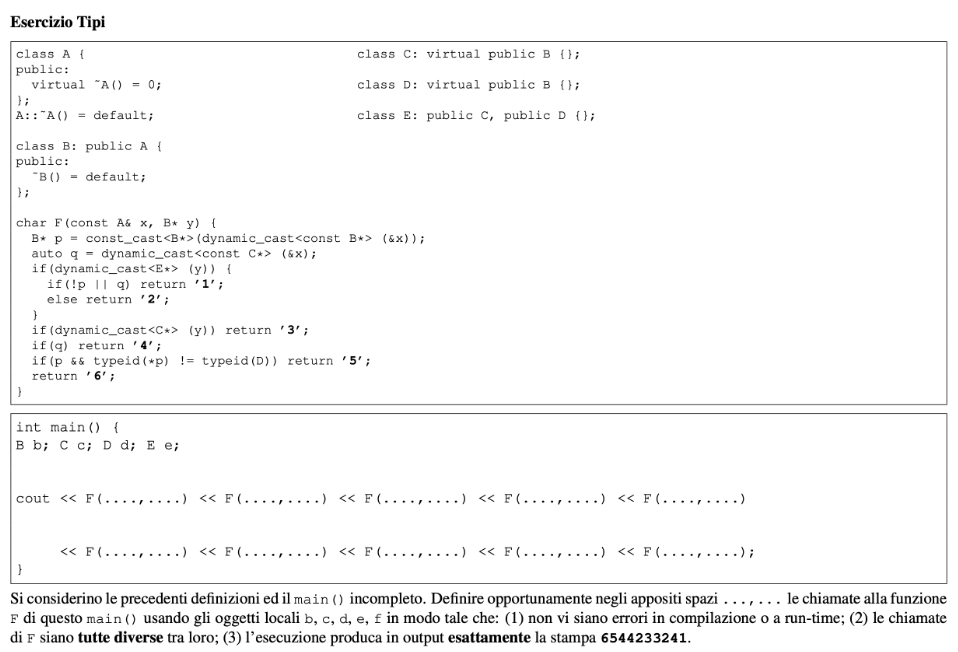 Esercizio Tipi
class A {                                  class C: virtual public B {};
public:
  virtual ~A() = 0;                        class D: virtual public B {};
};
A::~A() = default;                         class E: public C, public D {};
class B: public A {
public:
  ~B() = default;
};
char F(const A& x, B* y) {
  B* p = const_cast<B*>(dynamic_cast<const B*> (&x));
  auto q = dynamic_cast<const C*> (&x);
  if(dynamic_cast<E*> (y)) {
    if(!p || q) return '1';
    else return '2';
  }
  if(dynamic_cast<C*> (y)) return '3';
  if(q) return '4';
  if(p && typeid(*p) != typeid(D)) return '5';
  return '6';
}
int main() {
B b; C c; D d; E e;
cout << F(....,....) << F(....,....) << F(....,....) << F(....,....) << F(....,....)
     << F(....,....) << F(....,....) << F(....,....) << F(....,....) << F(....,....);
}
Si considerino le precedenti definizioni ed il main() incompleto. Definire opportunamente negli appositi spazi ...,... le chiamate alla funzione
F di questo main() usando gli oggetti locali b, c, d, e, f in modo tale che: (1) non vi siano errori in compilazione o a run-time; (2) le chiamate
di F siano tutte diverse tra loro; (3) l'esecuzione produca in output esattamente la stampa 6544233241.